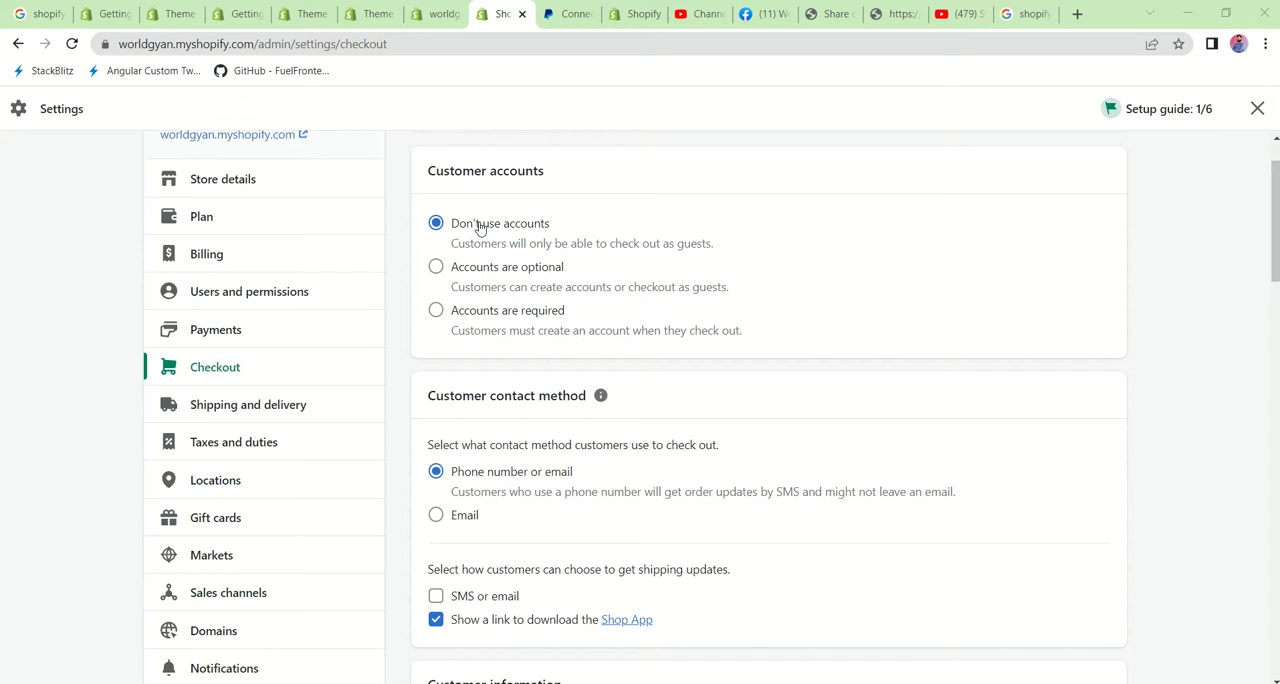 shopify
Getting
Theme
Getting
Theme
Theme
worldg
Sho
Connec
Shopify
Chann
(11) W
Share c
https:/
(479) S
shopify
worldgyan.myshopify.com/admin/settings/checkout
StackBlitz
Angular Custom Tw...
GitHub - FuelFronte...
Settings
Setup guide: 1/6
worldgyan.myshopify.com
Store details
Plan
Billing
Users and permissions
Payments
Checkout
Shipping and delivery
Taxes and duties
Locations
Gift cards
Markets
Sales channels
Domains
Notifications
Customer accounts
Don't use accounts
Customers will only be able to check out as guests.
Accounts are optional
Customers can create accounts or checkout as guests.
Accounts are required
Customers must create an account when they check out.
Customer contact method
Select what contact method customers use to check out.
Phone number or email
Customers who use a phone number will get order updates by SMS and might not leave an email.
Email
Select how customers can choose to get shipping updates.
SMS or email
Show a link to download the Shop App
Customer information